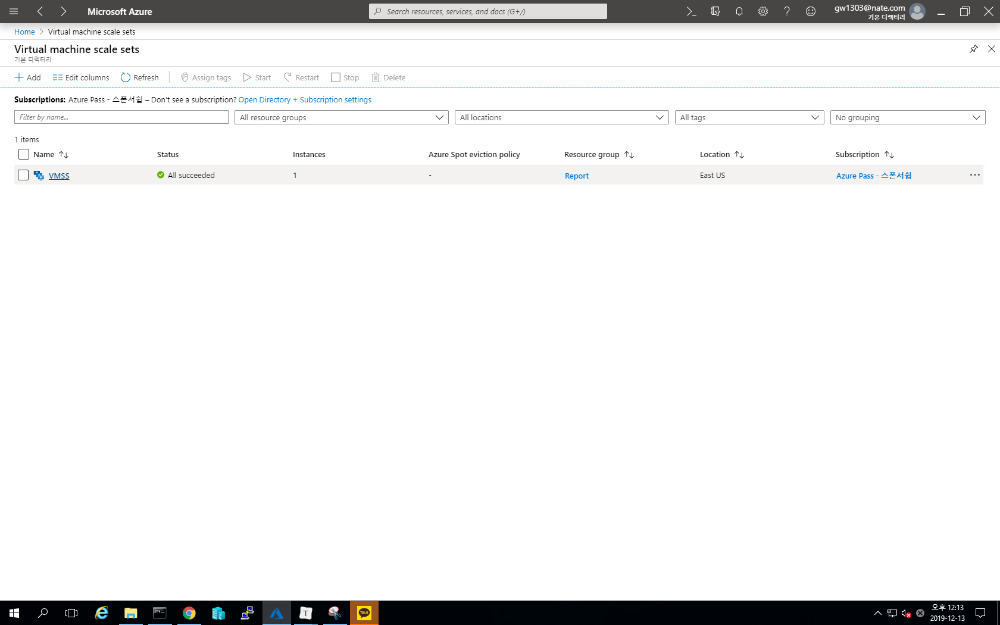 Microsoft Azure
Search resources, services, and docs (G+/)
gw1303@nate.com
기본 디렉터리
Home > Virtual machine scale sets
Virtual machine scale sets
기본 디렉터리
Add Edit columns Refresh Assign tags Start Restart Stop Delete
Subscriptions: Azure Pass - 스폰서쉽 – Don't see a subscription? Open Directory + Subscription settings
Filter by name... All resource groups All locations All tags No grouping
1 items
Name Status Instances Azure Spot eviction policy Resource group Location Subscription
VMSS All succeeded 1 - Report East US Azure Pass - 스폰서쉽 ...
T TALK
오후 12:13
2019-12-13